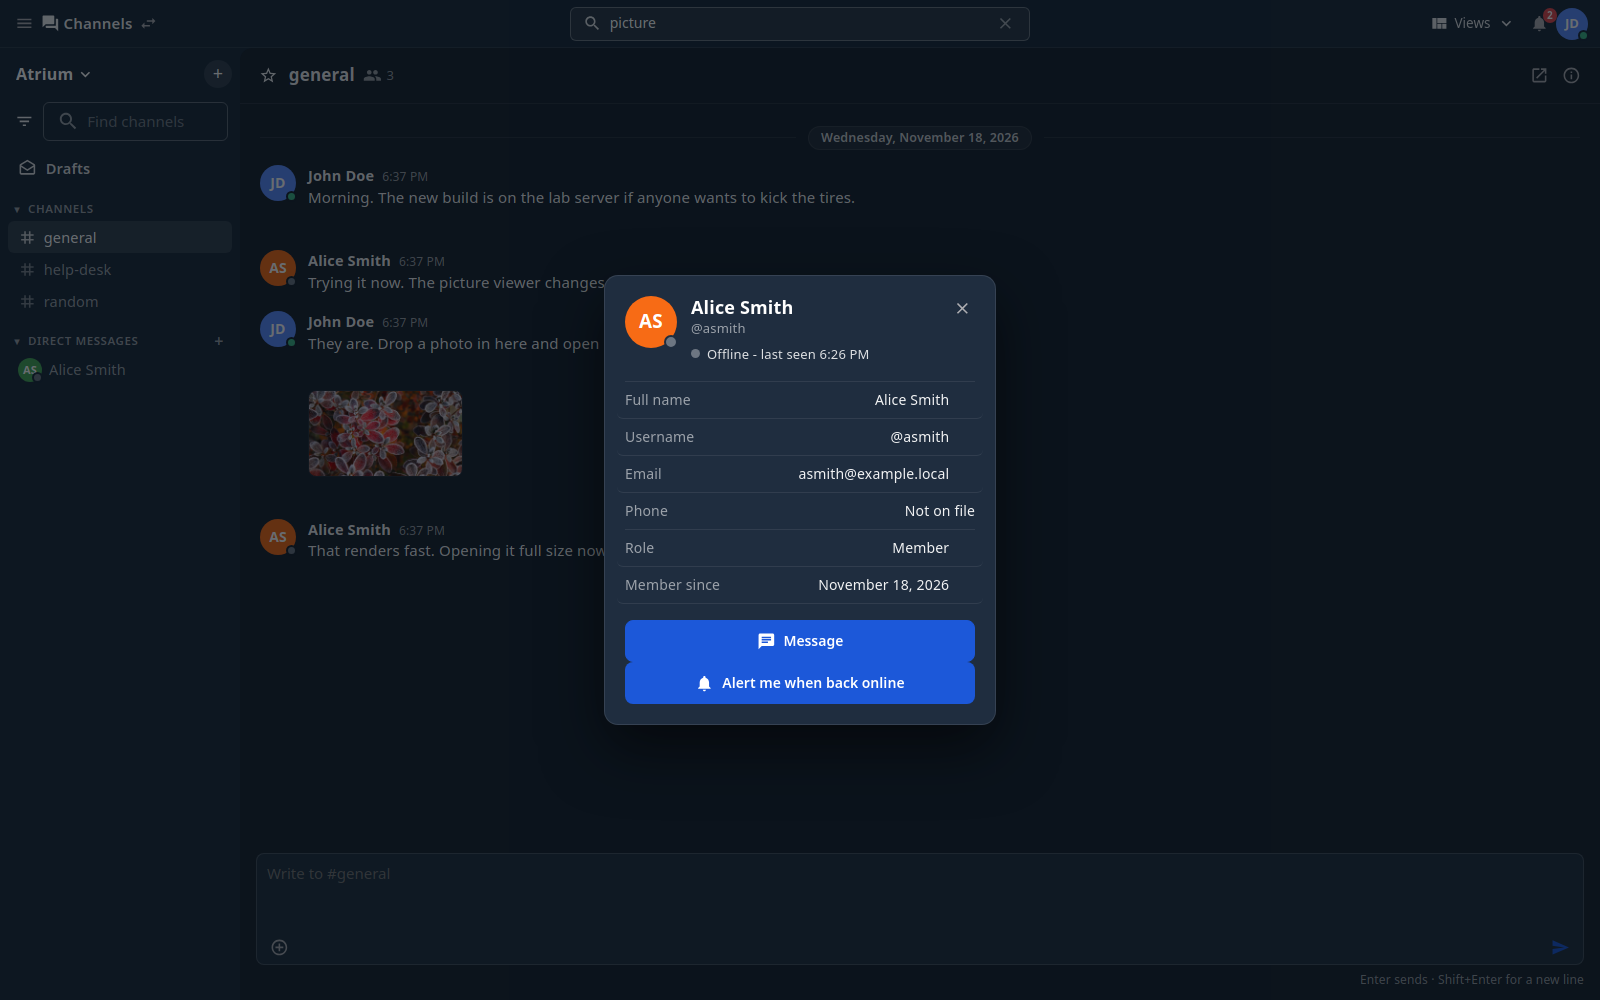 Channels
picture
Views
2
JD
Atrium
+
Find channels
Drafts
CHANNELS
general
help-desk
random
DIRECT MESSAGES
+
AS
Alice Smith
general
3
Wednesday, November 18, 2026
JD
John Doe 6:37 PM
Morning. The new build is on the lab server if anyone wants to kick the tires.
AS
Alice Smith 6:37 PM
Trying it now. The picture viewer changes
JD
John Doe 6:37 PM
They are. Drop a photo in here and open
AS
Alice Smith 6:37 PM
That renders fast. Opening it full size now
AS
Alice Smith
@asmith
Offline - last seen 6:26 PM
Full name Alice Smith
Username @asmith
Email asmith@example.local
Phone Not on file
Role Member
Member since November 18, 2026
Message
Alert me when back online
Write to #general
Enter sends · Shift+Enter for a new line